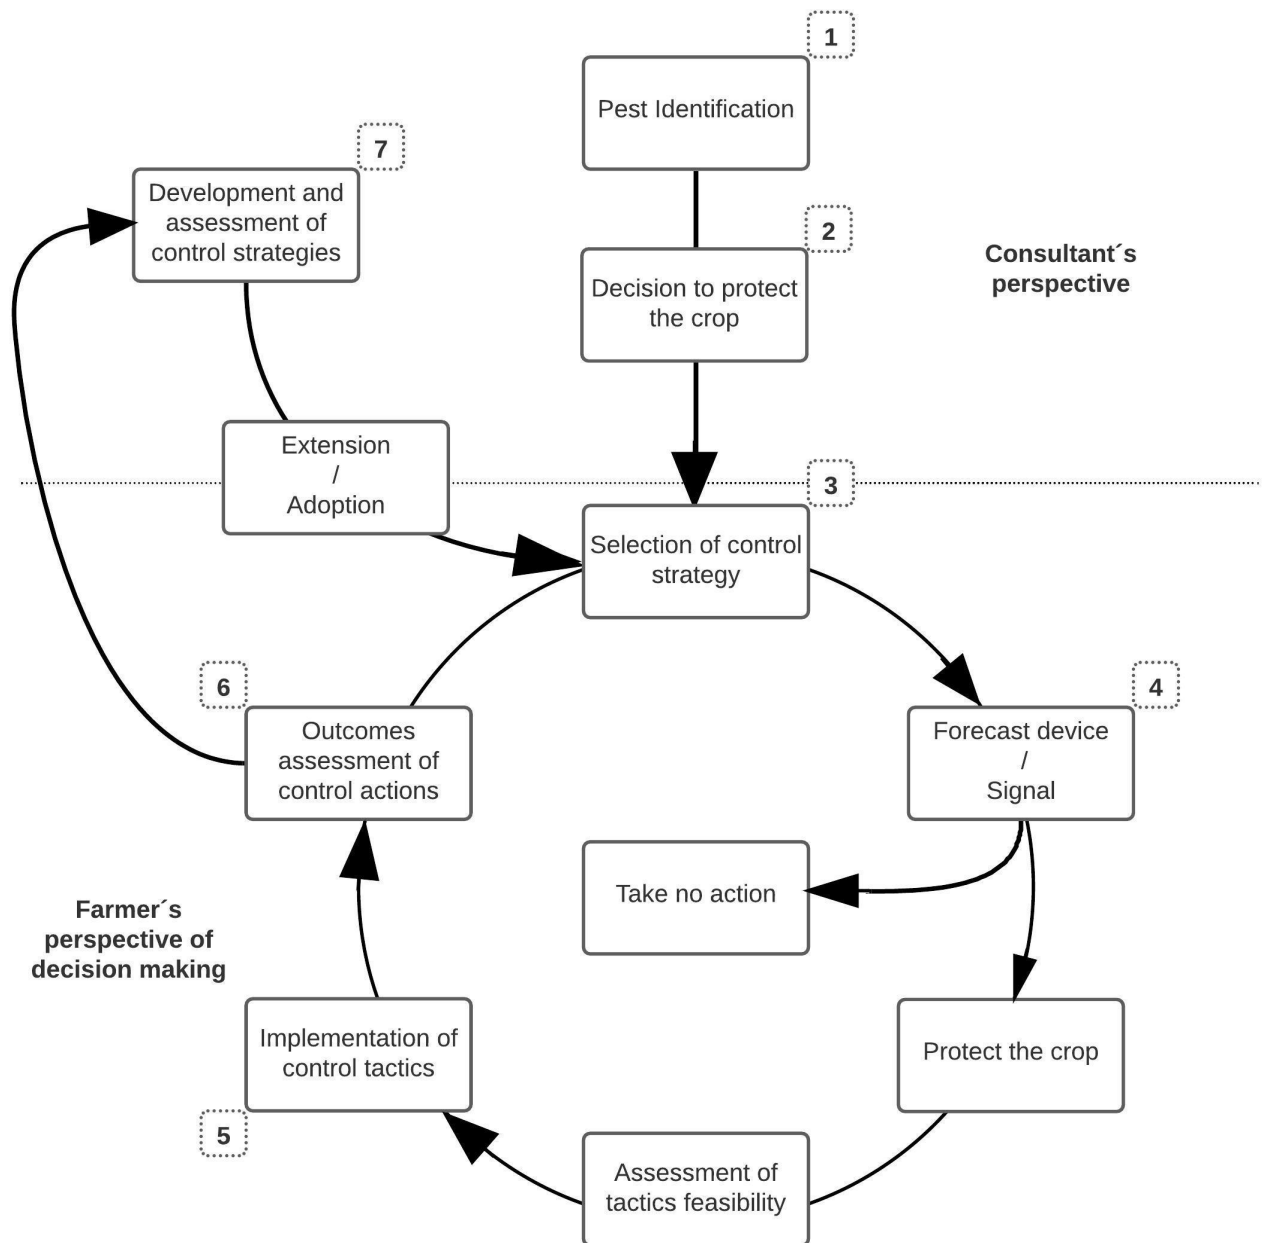 1
Pest Identification
7
Development and
assessment of
control strategies
2
Decision to protect
the crop
Consultant´s
perspective
Extension
/
Adoption
3
Selection of control
strategy
6
Outcomes
assessment of
control actions
4
Forecast device
/
Signal
Take no action
Farmer´s
perspective of
decision making
Implementation of
control tactics
5
Protect the crop
Assessment of
tactics feasibility